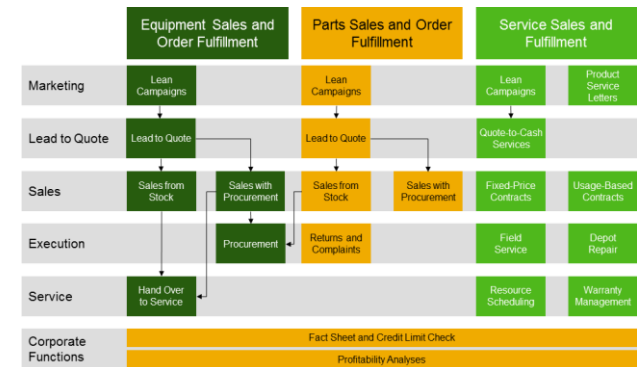 Equipment Sales and
Order Fulfillment
Parts Sales and Order
Fulfillment
Service Sales and
Fulfillment
Marketing
Lean
Campaigns
Lean
Campaigns
Lean
Campaigns
Product
Service
Letters
Lead to Quote
Lead to Quote
Lead to Quote
Quote-to-Cash
Services
Sales
Sales from
Stock
Sales with
Procurement
Sales from
Stock
Sales with
Procurement
Fixed-Price
Contracts
Usage-Based
Contracts
Execution
Procurement
Returns and
Complaints
Field
Service
Depot
Repair
Service
Hand Over
to Service
Resource
Scheduling
Warranty
Management
Corporate
Functions
Fact Sheet and Credit Limit Check
Profitability Analyses